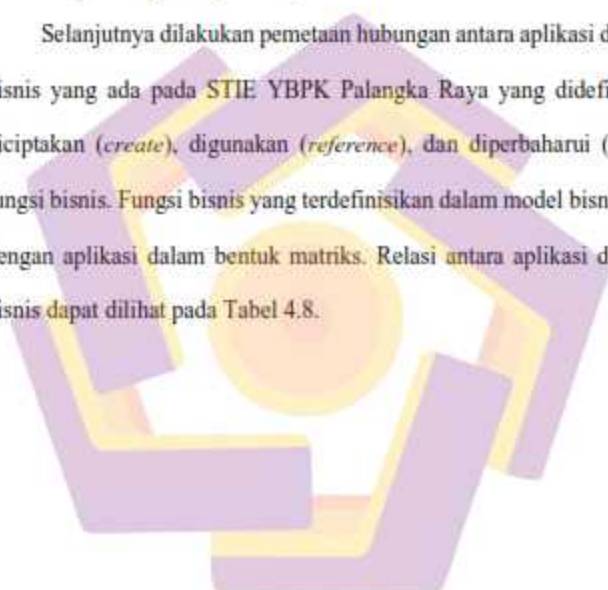 Selanjutnya dilakukan pemetaan hubungan antara aplikasi d
isnis yang ada pada STIE YBPK Palangka Raya yang didefi
iciptakan (create), digunakan (reference), dan diperbaharui (
ungsi bisnis. Fungsi bisnis yang terdefinisikan dalam model bisn
engan aplikasi dalam bentuk matriks. Relasi antara aplikasi d
isnis dapat dilihat pada Tabel 4.8.